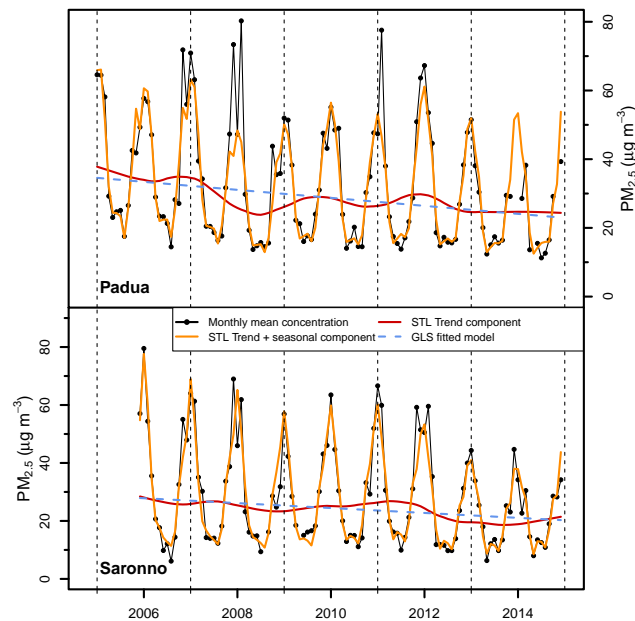 80
60
40
20
0
PM2.5 (µg m−3)
Padua
Monthly mean concentration
STL Trend component
STL Trend + seasonal component
GLS fitted model
80
60
40
20
0
PM2.5 (µg m−3)
Saronno
2006 2008 2010 2012 2014